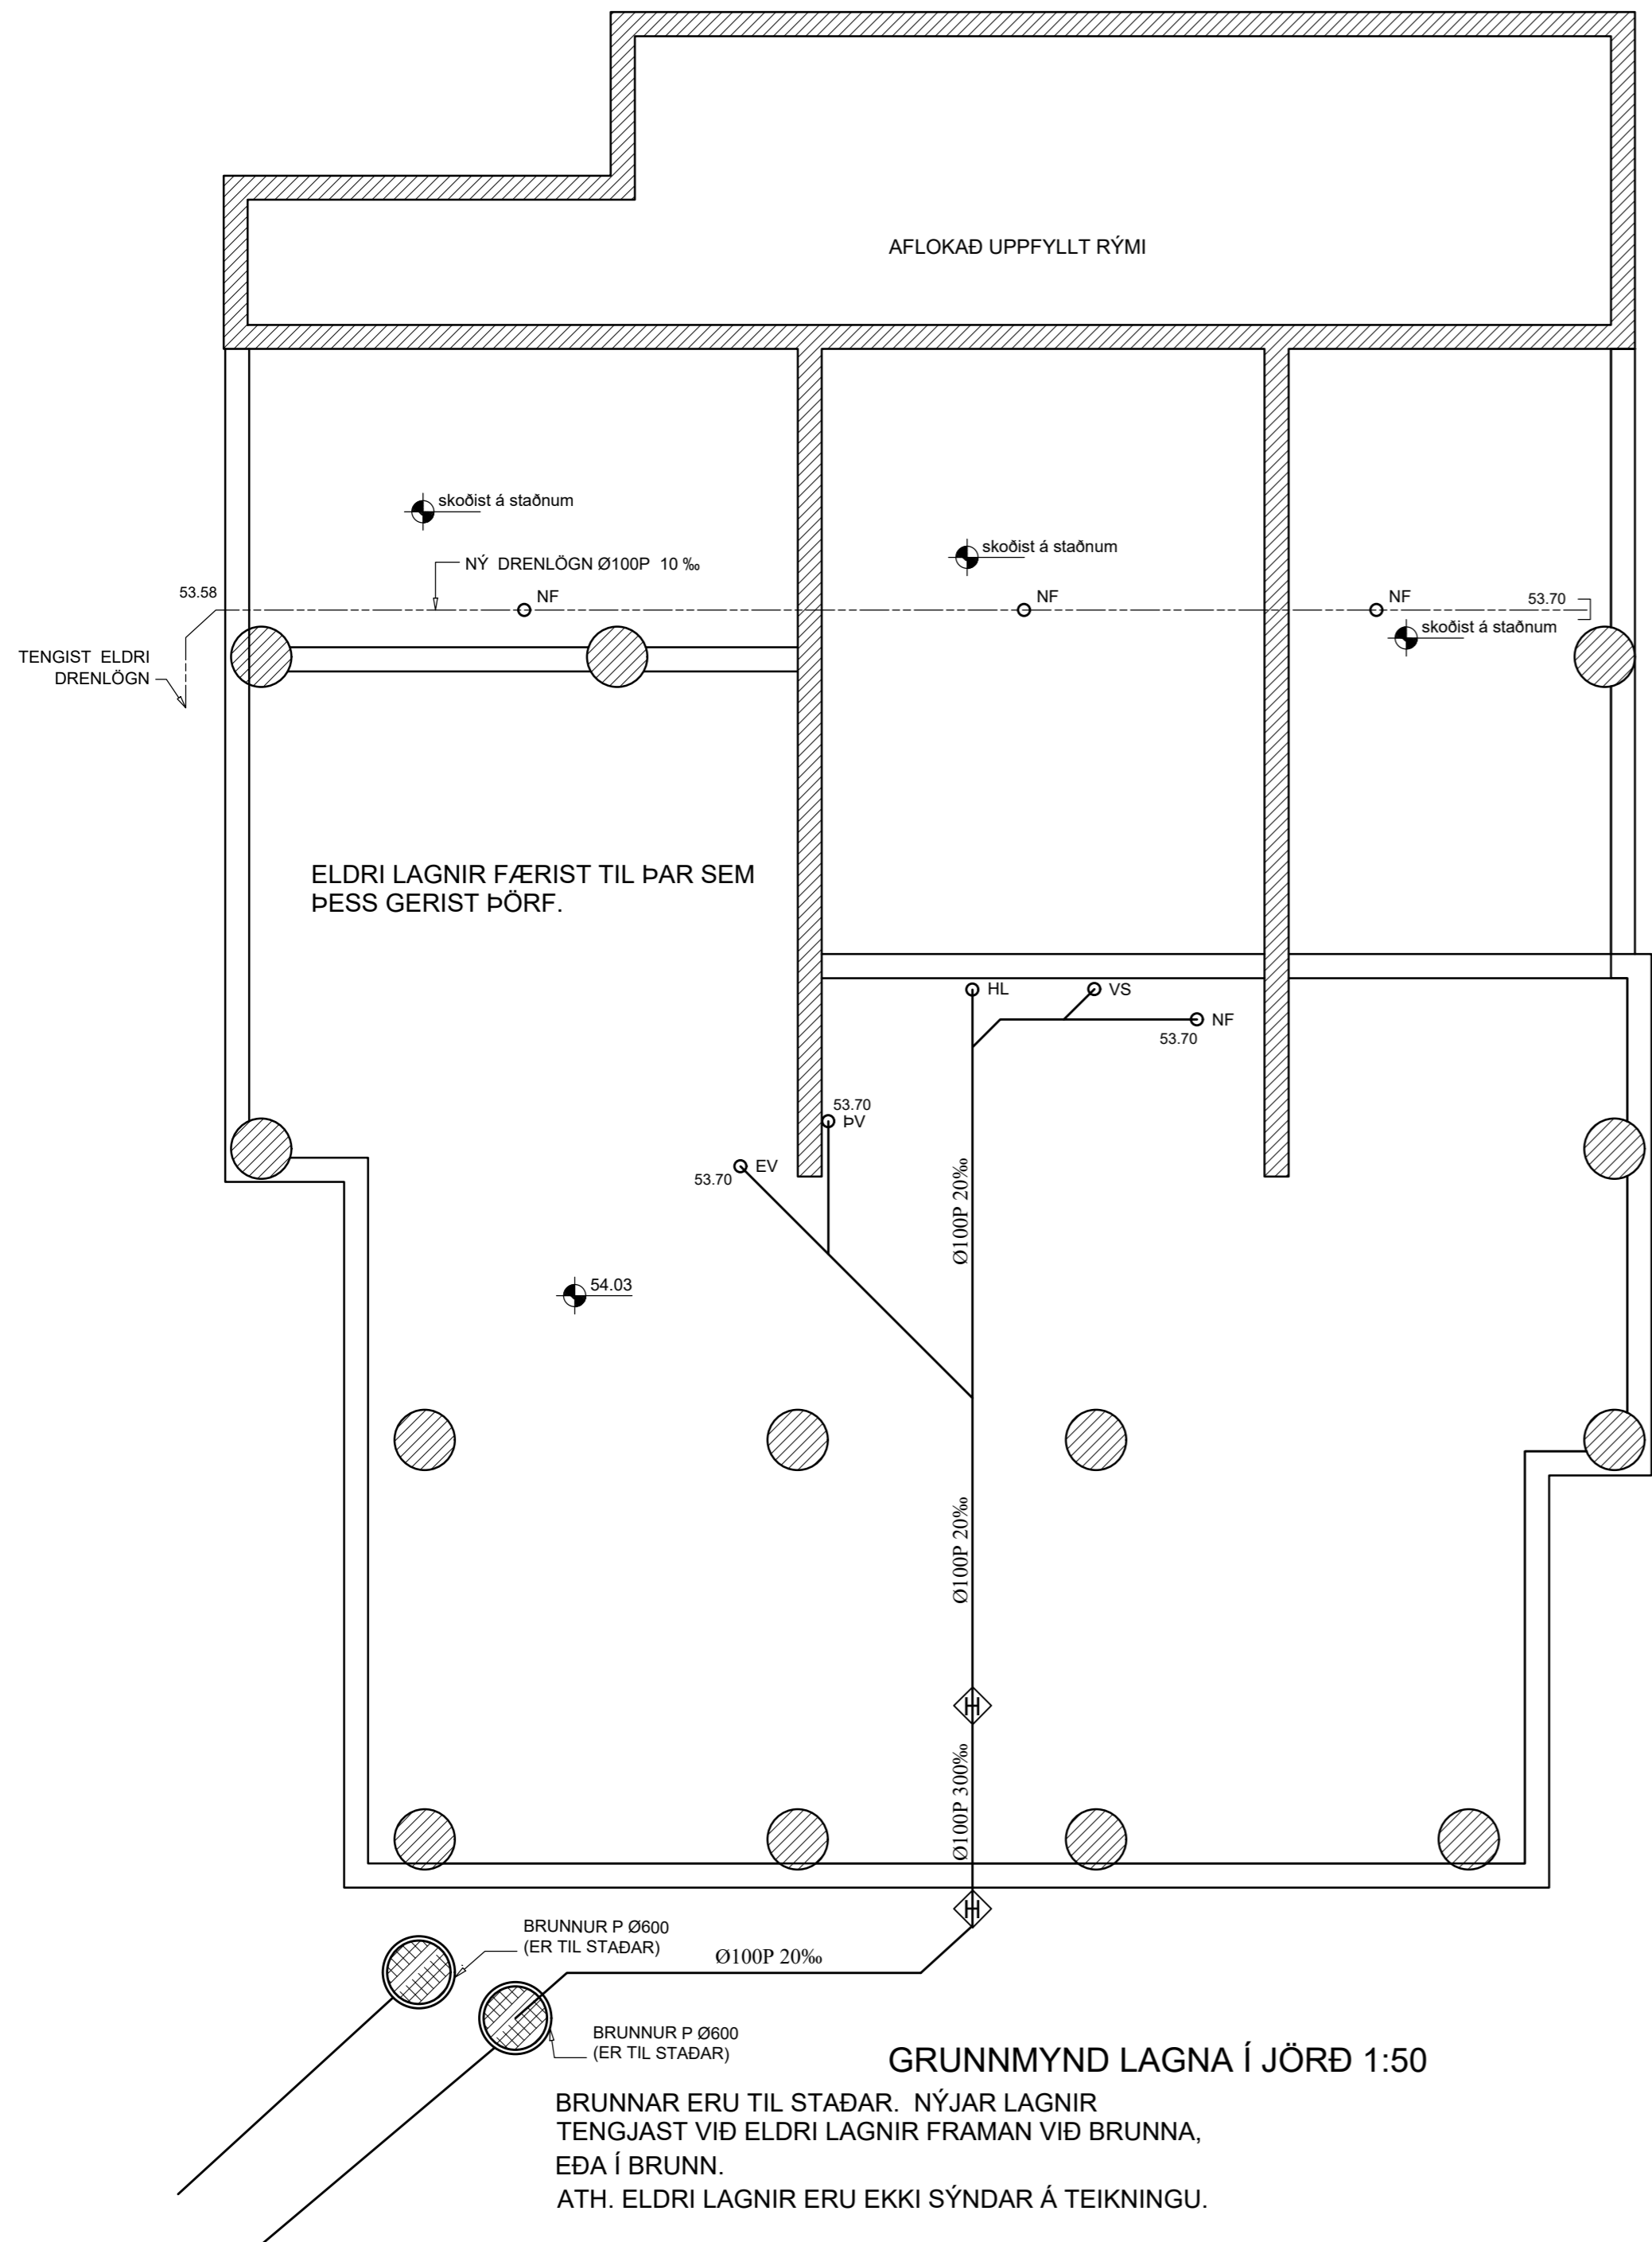 AFLOKAÐ UPPFYLLT RÝMI
skoðist á staðnum
skoðist á staðnum
NÝ DRENLÖGN Ø100P 10 ‰
53.58
NF
NF
NF
53.70
skoðist á staðnum
TENGIST ELDRI
DRENLÖGN
ELDRI LAGNIR FÆRIST TIL ÞAR SEM
ÞESS GERIST ÞÖRF.
HL
VS
NF
53.70
53.70
ÞV
EV
53.70
Ø100P 20‰
54.03
Ø100P 20‰
H
Ø100P 300‰
H
BRUNNUR P Ø600
(ER TIL STAÐAR)
Ø100P 20‰
BRUNNUR P Ø600
(ER TIL STAÐAR)
GRUNNMYND LAGNA Í JÖRÐ 1:50
BRUNNAR ERU TIL STAÐAR. NÝJAR LAGNIR
TENGJAST VIÐ ELDRI LAGNIR FRAMAN VIÐ BRUNNA,
EÐA Í BRUNN.
ATH. ELDRI LAGNIR ERU EKKI SÝNDAR Á TEIKNINGU.